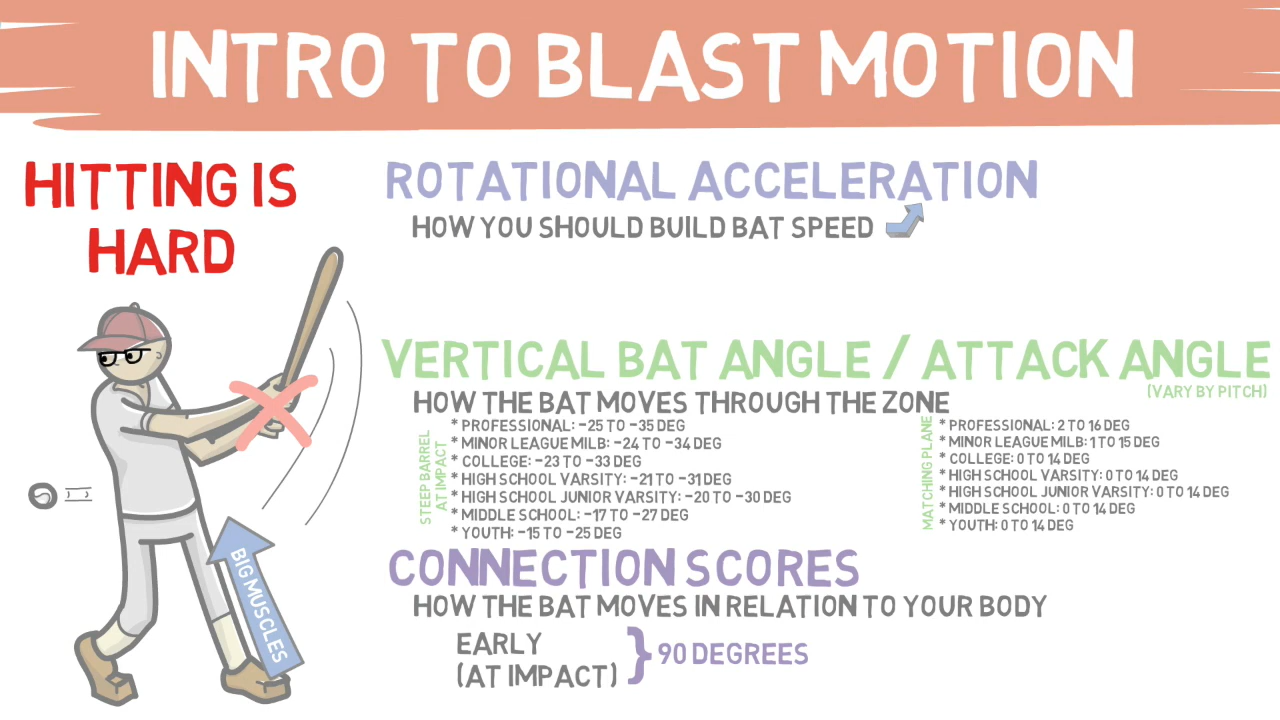 INTRO TO BLAST MOTION
HITTING IS
HARD
BIG MUSCLES
ROTATIONAL ACCELERATION
HOW YOU SHOULD BUILD BAT SPEED
VERTICAL BAT ANGLE / ATTACK ANGLE
(VARY BY PITCH)
HOW THE BAT MOVES THROUGH THE ZONE
STEEP BARREL
AT IMPACT
* PROFESSIONAL: -25 TO -35 DEG
* MINOR LEAGUE MILB: -24 TO -34 DEG
* COLLEGE: -23 TO -33 DEG
* HIGH SCHOOL VARSITY: -21 TO -31 DEG
* HIGH SCHOOL JUNIOR VARSITY: -20 TO -30 DEG
* MIDDLE SCHOOL: -17 TO -27 DEG
* YOUTH: -15 TO -25 DEG
MATCHING PLANE
* PROFESSIONAL: 2 TO 16 DEG
* MINOR LEAGUE MILB: 1 TO 15 DEG
* COLLEGE: 0 TO 14 DEG
* HIGH SCHOOL VARSITY: 0 TO 14 DEG
* HIGH SCHOOL JUNIOR VARSITY: 0 TO 14 DEG
* MIDDLE SCHOOL: 0 TO 14 DEG
* YOUTH: 0 TO 14 DEG
CONNECTION SCORES
HOW THE BAT MOVES IN RELATION TO YOUR BODY
EARLY
(AT IMPACT)
90 DEGREES